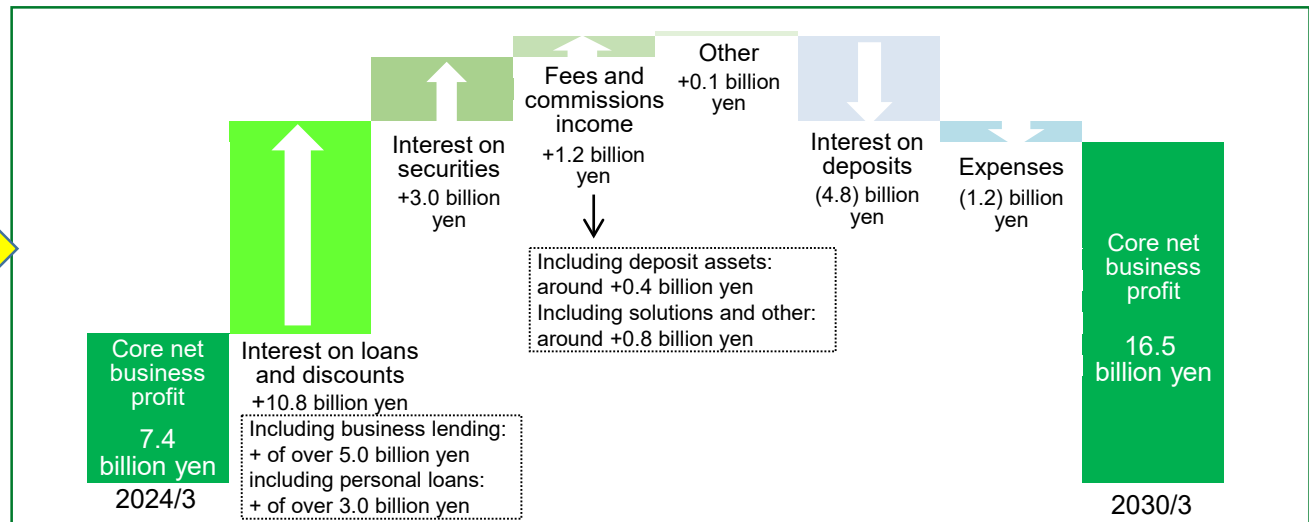 Core net
business
profit
7.4
billion yen
2024/3
Interest on loans
and discounts
+10.8 billion yen
Including business lending:
+ of over 5.0 billion yen
including personal loans:
+ of over 3.0 billion yen
Interest on
securities
+3.0 billion
yen
Fees and
commissions
income
+1.2 billion
yen
Including deposit assets:
around +0.4 billion yen
Including solutions and other:
around +0.8 billion yen
Other
+0.1 billion
yen
Interest on
deposits
(4.8) billion
yen
Expenses
(1.2) billion
yen
Core net
business
profit
16.5
billion yen
2030/3